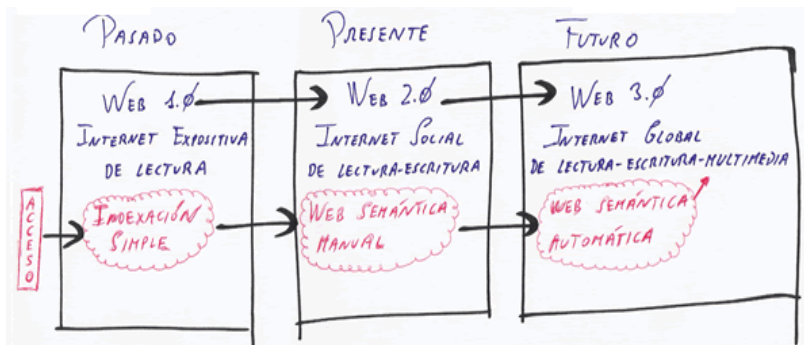 PASADO
PRESENTE
FUTURO
WEB 1.0
WEB 2.0
WEB 3.0
INTERNET EXPOSITIVA
DE LECTURA
INTERNET SOCIAL
DE LECTURA-ESCRITURA
INTERNET GLOBAL
DE LECTURA-ESCRITURA-MULTIMEDIA
ACCESO
INDEXACIÓN
SIMPLE
WEB SEMÁNTICA
MANUAL
WEB SEMÁNTICA
AUTOMÁTICA